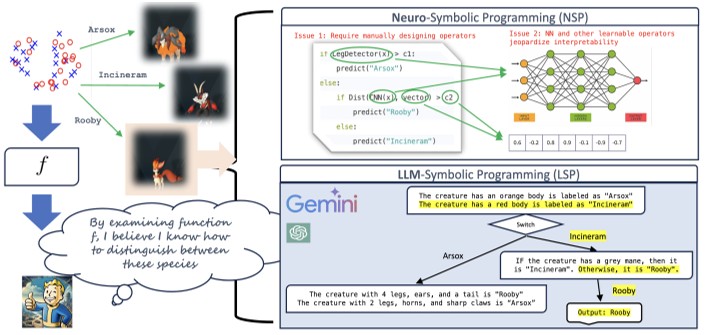 Arsox
Incineram
Rooby
f
By examining function
f, I believe I know how
to distinguish between
these species
Neuro-Symbolic Programming (NSP)
Issue 1: Require manually designing operators
if LegDetector(x) > c1:
predict("Arsox")
else:
if Dist(CNN(x), vector) > c2
predict("Rooby")
else:
predict("Incineram")
Issue 2: NN and other learnable operators
jeopardize interpretability
0.6 -0.2 0.8 0.9 -0.9 -0.7
LLM-Symbolic Programming (LSP)
Gemini
The creature has an orange body is labeled as "Arsox"
The creature has a red body is labeled as "Incineram"
Switch
Arsox
Incineram
IF the creature has a grey mane, then it
is "Incineram". Otherwise, it is "Rooby".
The creature with 4 legs, ears, and a tail is "Rooby"
The creature with 2 legs, horns, and sharp claws is "Arsox"
Rooby
Output: Rooby